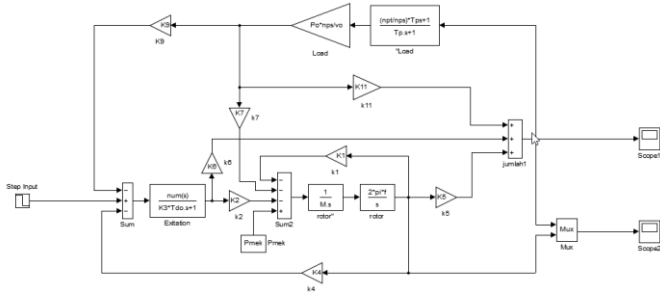 K9
K9
Po*nps/vo
Load
(npt/nps)*Tps+1
Tp.s+1
"Load
K11
k11
K7
k7
K6
k6
K1
k1
+
+
+
jumlah1
Scope1
Step Input
−
+
−
Sum
num(s)
K3*Tdo.s+1
Exitation
K2
k2
−
−
−
+
Sum2
1
M.s
rotor"
2*pi*f
s
rotor
K5
k5
Pmek
Pmek
Mux
Mux
Scope2
K4
k4